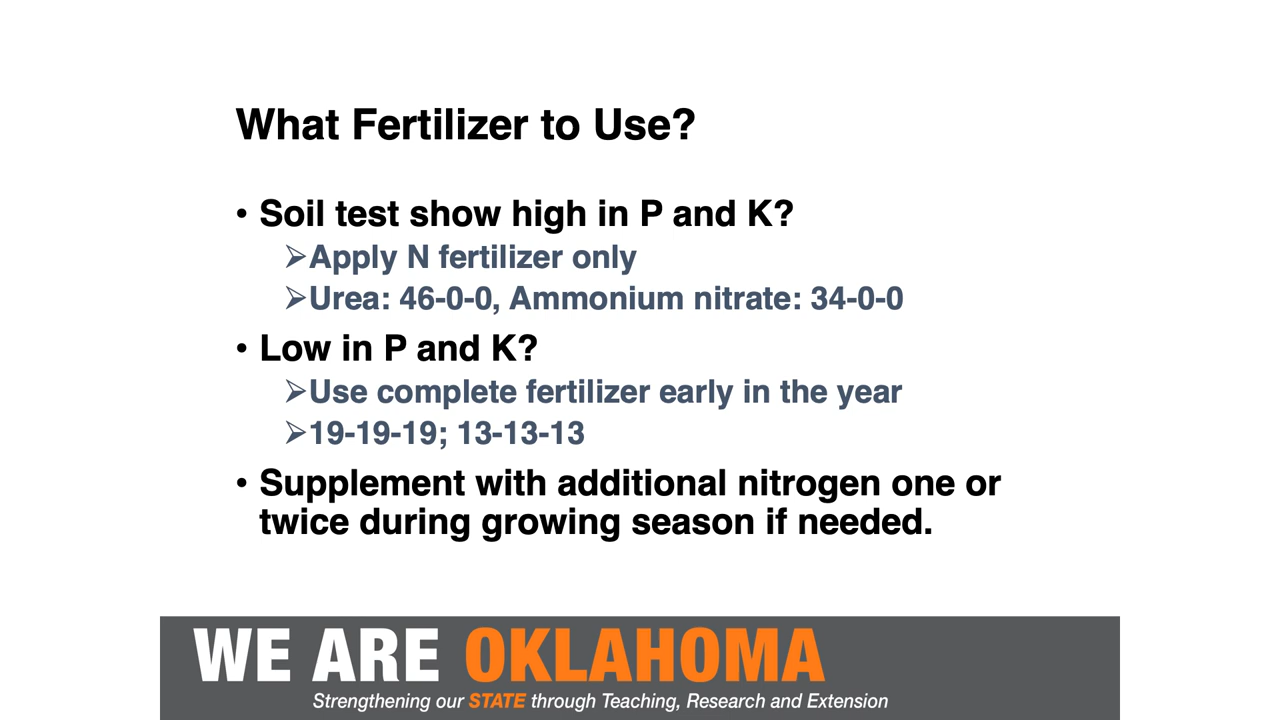 What Fertilizer to Use?
• Soil test show high in P and K?
➢Apply N fertilizer only
➢Urea: 46-0-0, Ammonium nitrate: 34-0-0
• Low in P and K?
➢Use complete fertilizer early in the year
➢19-19-19; 13-13-13
• Supplement with additional nitrogen one or
twice during growing season if needed.
WE ARE OKLAHOMA
Strengthening our STATE through Teaching, Research and Extension